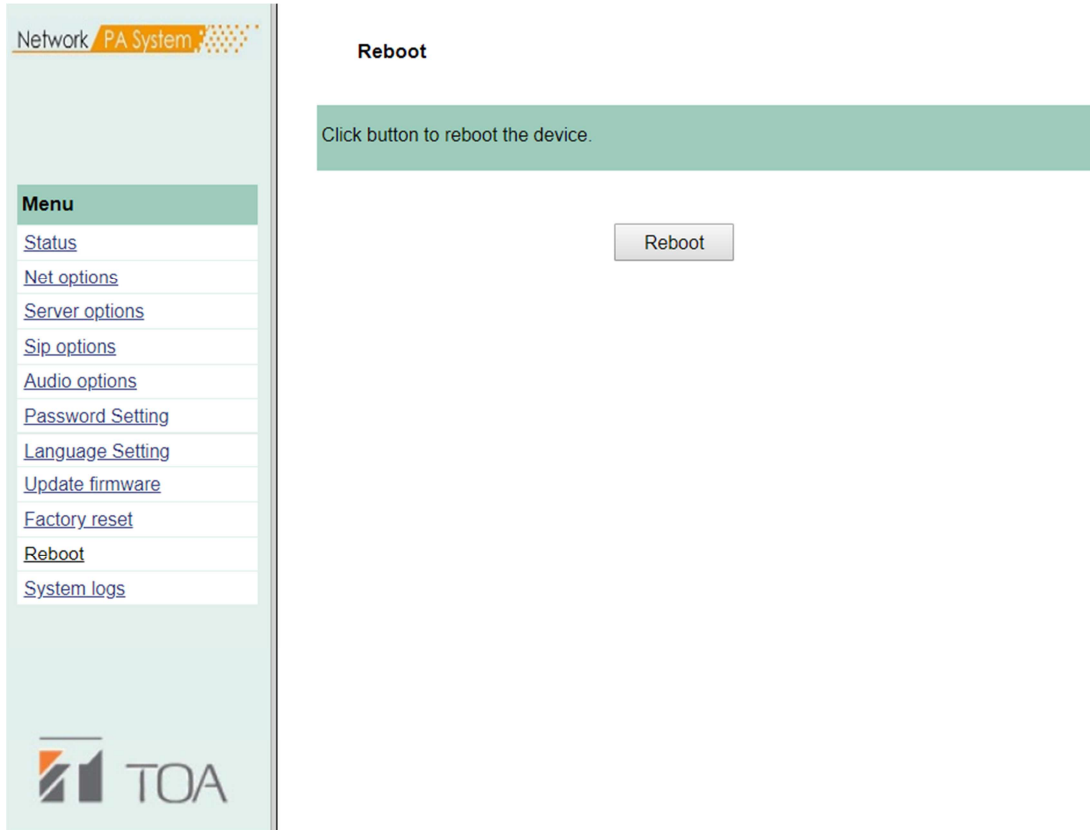 Network PA System
Menu
Status
Net options
Server options
Sip options
Audio options
Password Setting
Language Setting
Update firmware
Factory reset
Reboot
System logs
TOA
Reboot
Click button to reboot the device.
Reboot